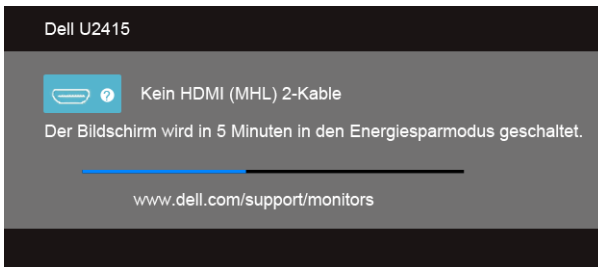 Dell U2415
Kein HDMI (MHL) 2-Kable
Der Bildschirm wird in 5 Minuten in den Energiesparmodus geschaltet.
www.dell.com/support/monitors